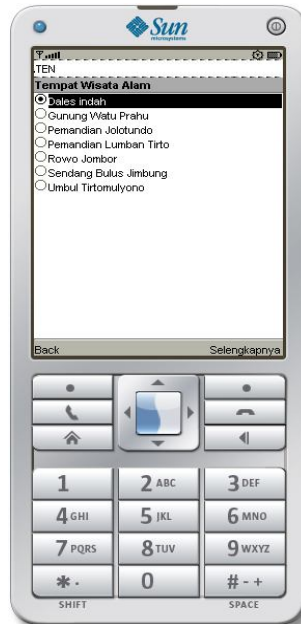 Sun
microsystems
.TEN
Tempat Wisata Alam
Dales indah
Gunung Watu Prahu
Pemandian Jolotundo
Pemandian Lumban Tirto
Rowo Jombor
Sendang Bulus Jimbung
Umbul Tirtomulyono
Back Selengkapnya
1 2 ABC 3 DEF
4 GHI 5 JKL 6 MNO
7 PQRS 8 TUV 9 WXYZ
* . 0 # - +
SHIFT SPACE